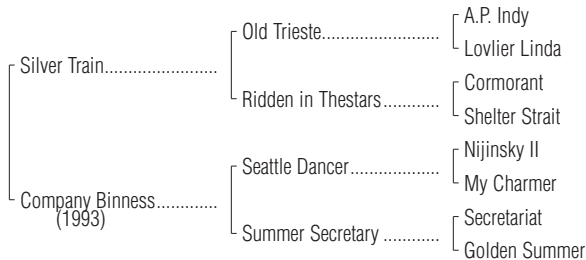 A.P. Indy
Old Trieste..............................
Lovlier Linda
Silver Train.............................
Cormorant
Ridden in Thestars..............
Shelter Strait
Nijinsky II
Seattle Dancer.......................
My Charmer
Company Binness................
(1993)
Secretariat
Summer Secretary ..............
Golden Summer